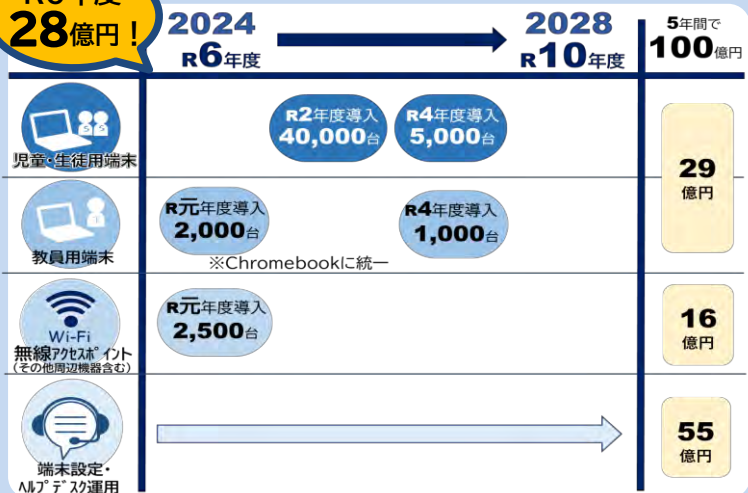 R6年度
28億円！
2024
R6年度
2028
R10年度
5年間で
100億円
児童・生徒用端末
R2年度導入
40,000台
R4年度導入
5,000台
29
億円
教員用端末
R元年度導入
2,000台
R4年度導入
1,000台
※Chromebookに統一
Wi-Fi
無線アクセスポイント
(その他周辺機器含む)
R元年度導入
2,500台
16
億円
端末設定・
ヘルプデスク運用
55
億円